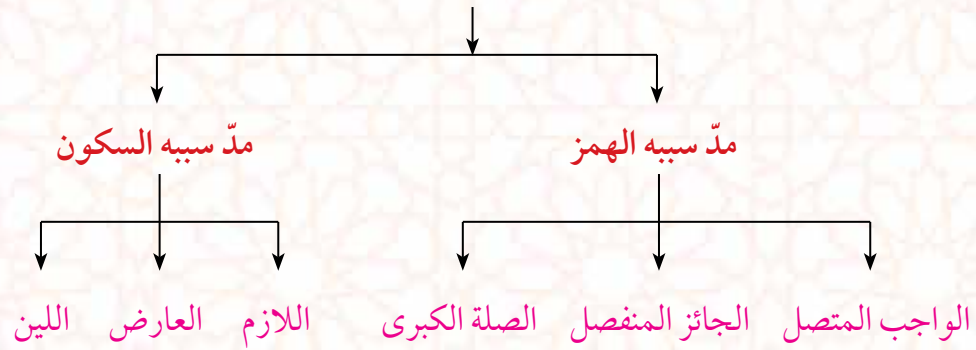 مدّ سببه الهمز
مدّ سببه السكون
الواجب المتصل
الجائز المنفصل
الصلة الكبرى
اللازم
العارض
اللين